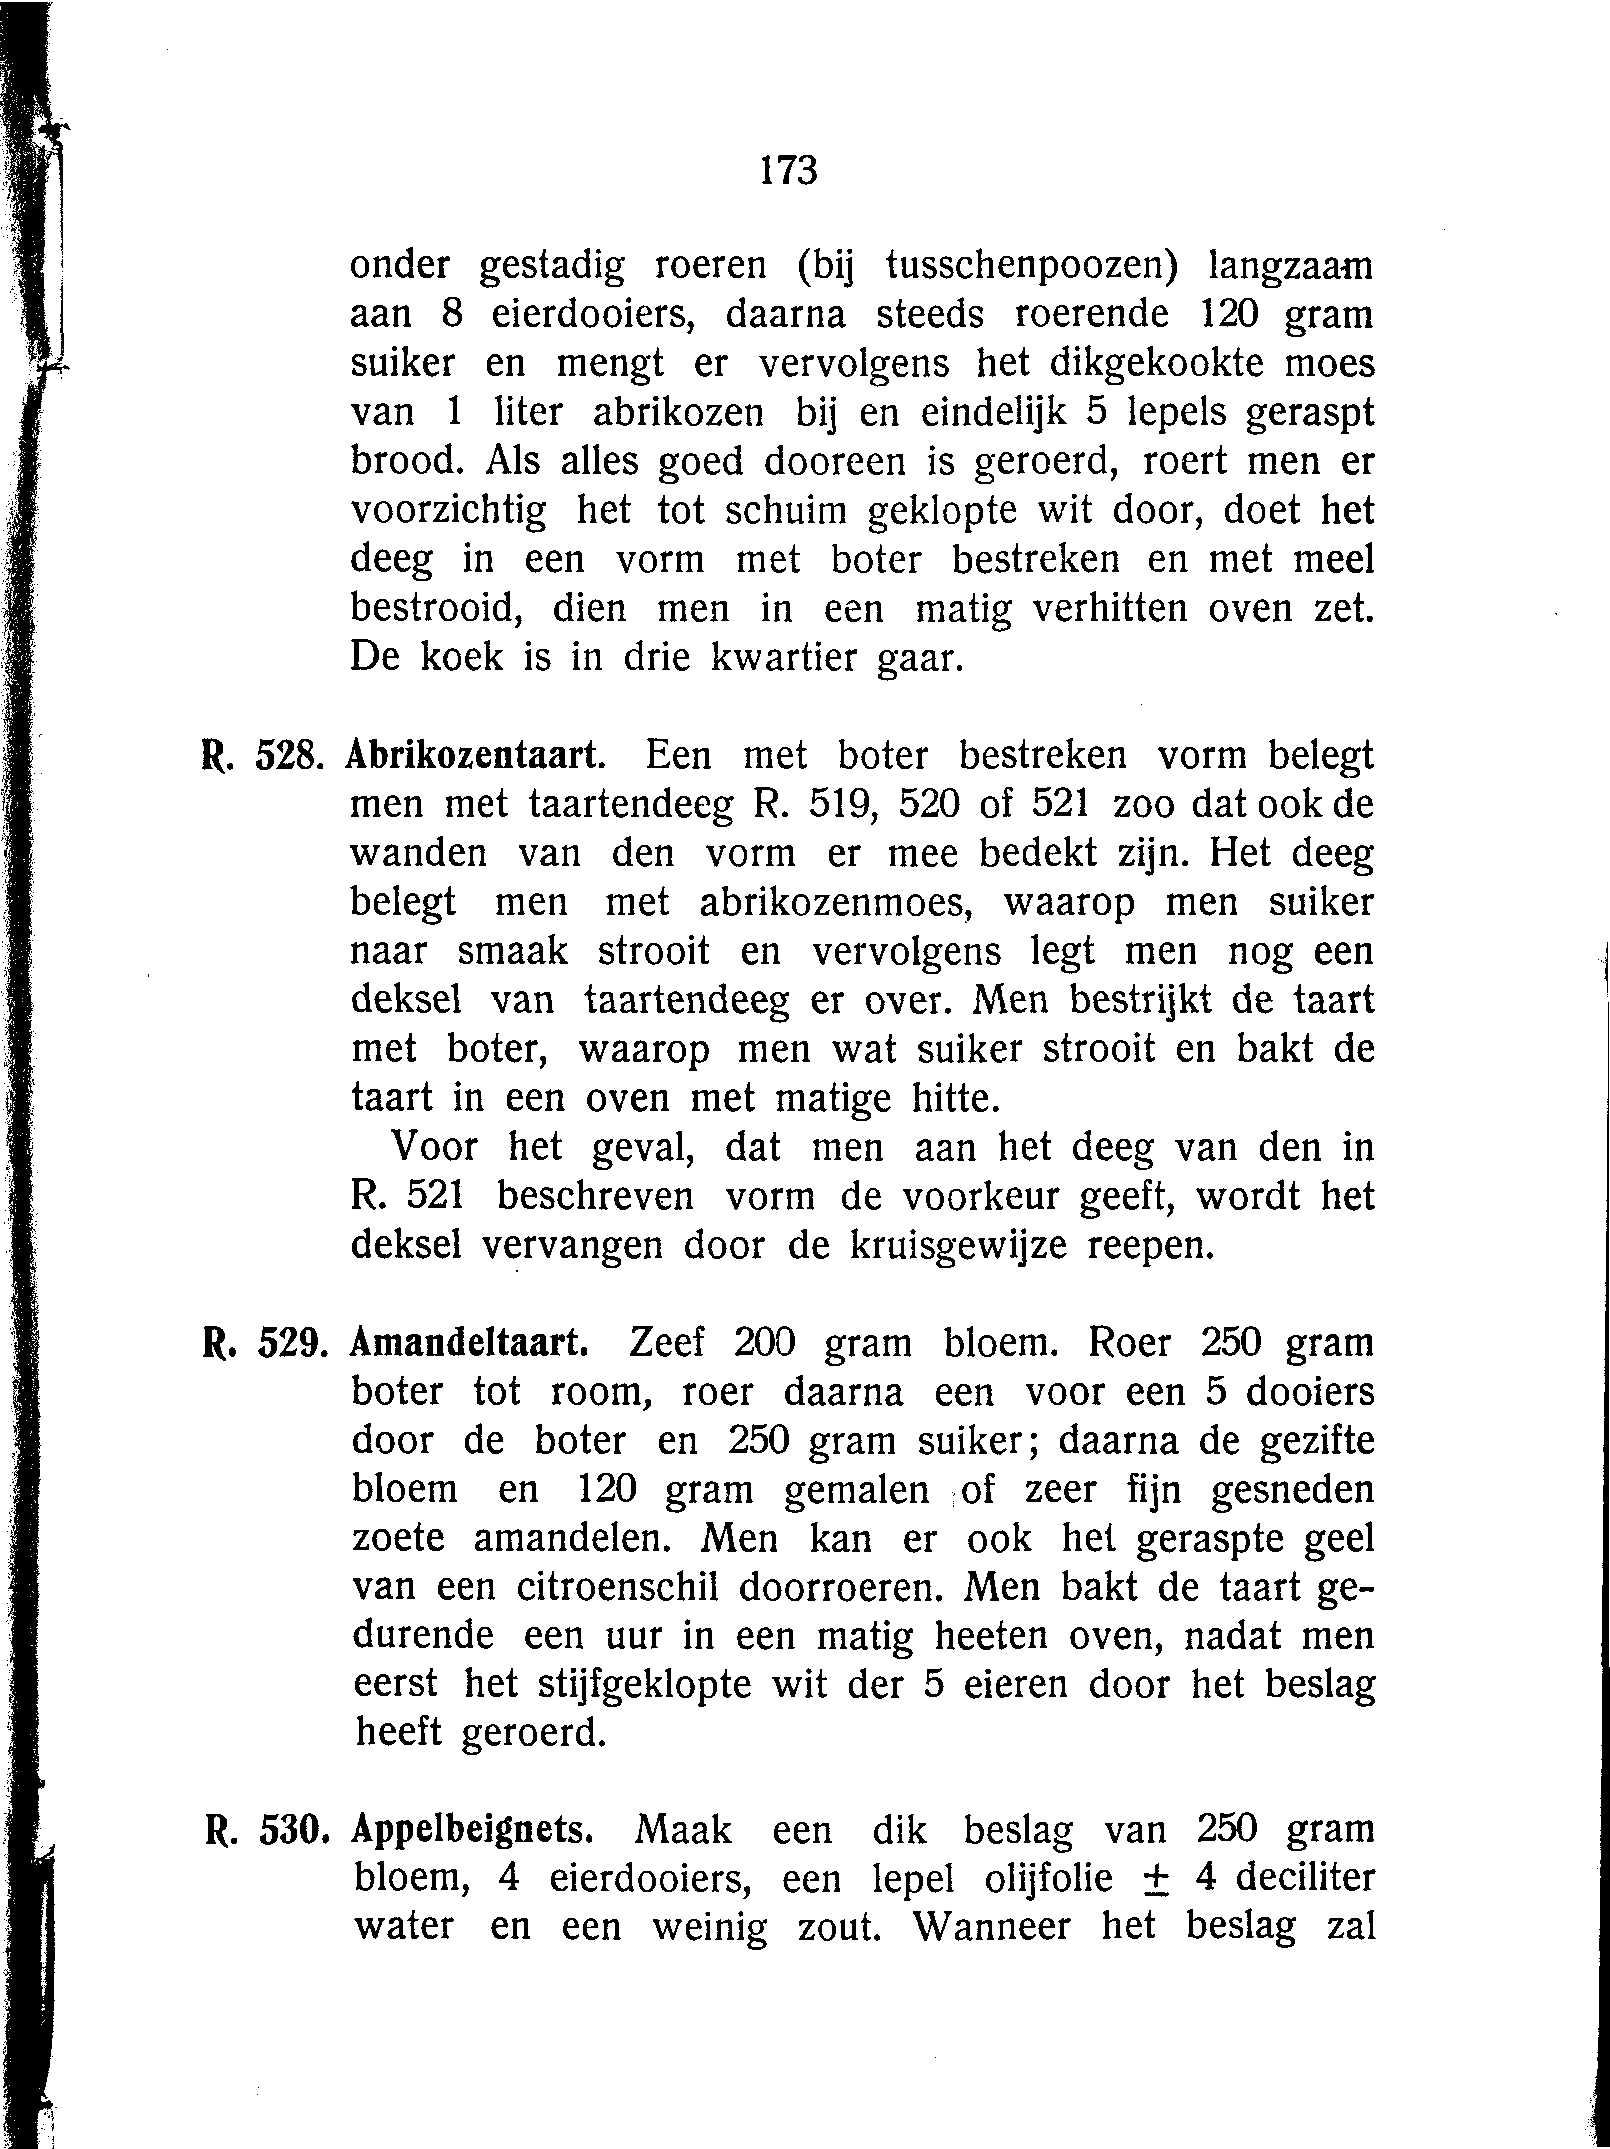 173
onder gestadig roeren (bij tusschenpoozen) langzaam
aan 8 eierdooiers, daarna steeds roerende 120 gram
suiker en mengt er vervolgens het dikgekookte moes
van 1 liter abrikozen bij en eindelijk 5 lepels geraspt
brood. Als alles goed dooreen is geroerd, roert men er
voorzichtig het tot schuim geklopte wit door, doet het
deeg in een vorm met boter bestreken en met meel
bestrooid, dien men in een matig verhitten oven zet.
De koek is in drie kwartier gaar.
R. 528. Abrikozentaart. Een met boter bestreken vorm belegt
men met taartendeeg R. 519, 520 of 521 zoo dat ook de
wanden van den vorm er mee bedekt zijn. Het deeg
belegt men met abrikozenmoes, waarop men suiker
naar smaak strooit en vervolgens legt men nog een
deksel van taartendeeg er over. Men bestrijkt de taart
met boter, waarop men wat suiker strooit en bakt de
taart in een oven met matige hitte.
Voor het geval, dat men aan het deeg van den in
R. 521 beschreven vorm de voorkeur geeft, wordt het
deksel vervangen door de kruisgewijze reepen.
R. 529. Amandeltaart. Zeef 200 gram bloem. Roer 250 gram
boter tot room, roer daarna een voor een 5 dooiers
door de boter en 250 gram suiker; daarna de gezifte
bloem en 120 gram gemalen of zeer fijn gesneden
zoete amandelen. Men kan er ook het geraspte geel
van een citroenschil doorroeren. Men bakt de taart ge-
durende een uur in een matig heeten oven, nadat men
eerst het stijfgeklopte wit der 5 eieren door het beslag
heeft geroerd.
R. 530. Appelbeignets. Maak een dik beslag van 250 gram
bloem, 4 eierdooiers, een lepel olijfolie ± 4 deciliter
water en een weinig zout. Wanneer het beslag zal